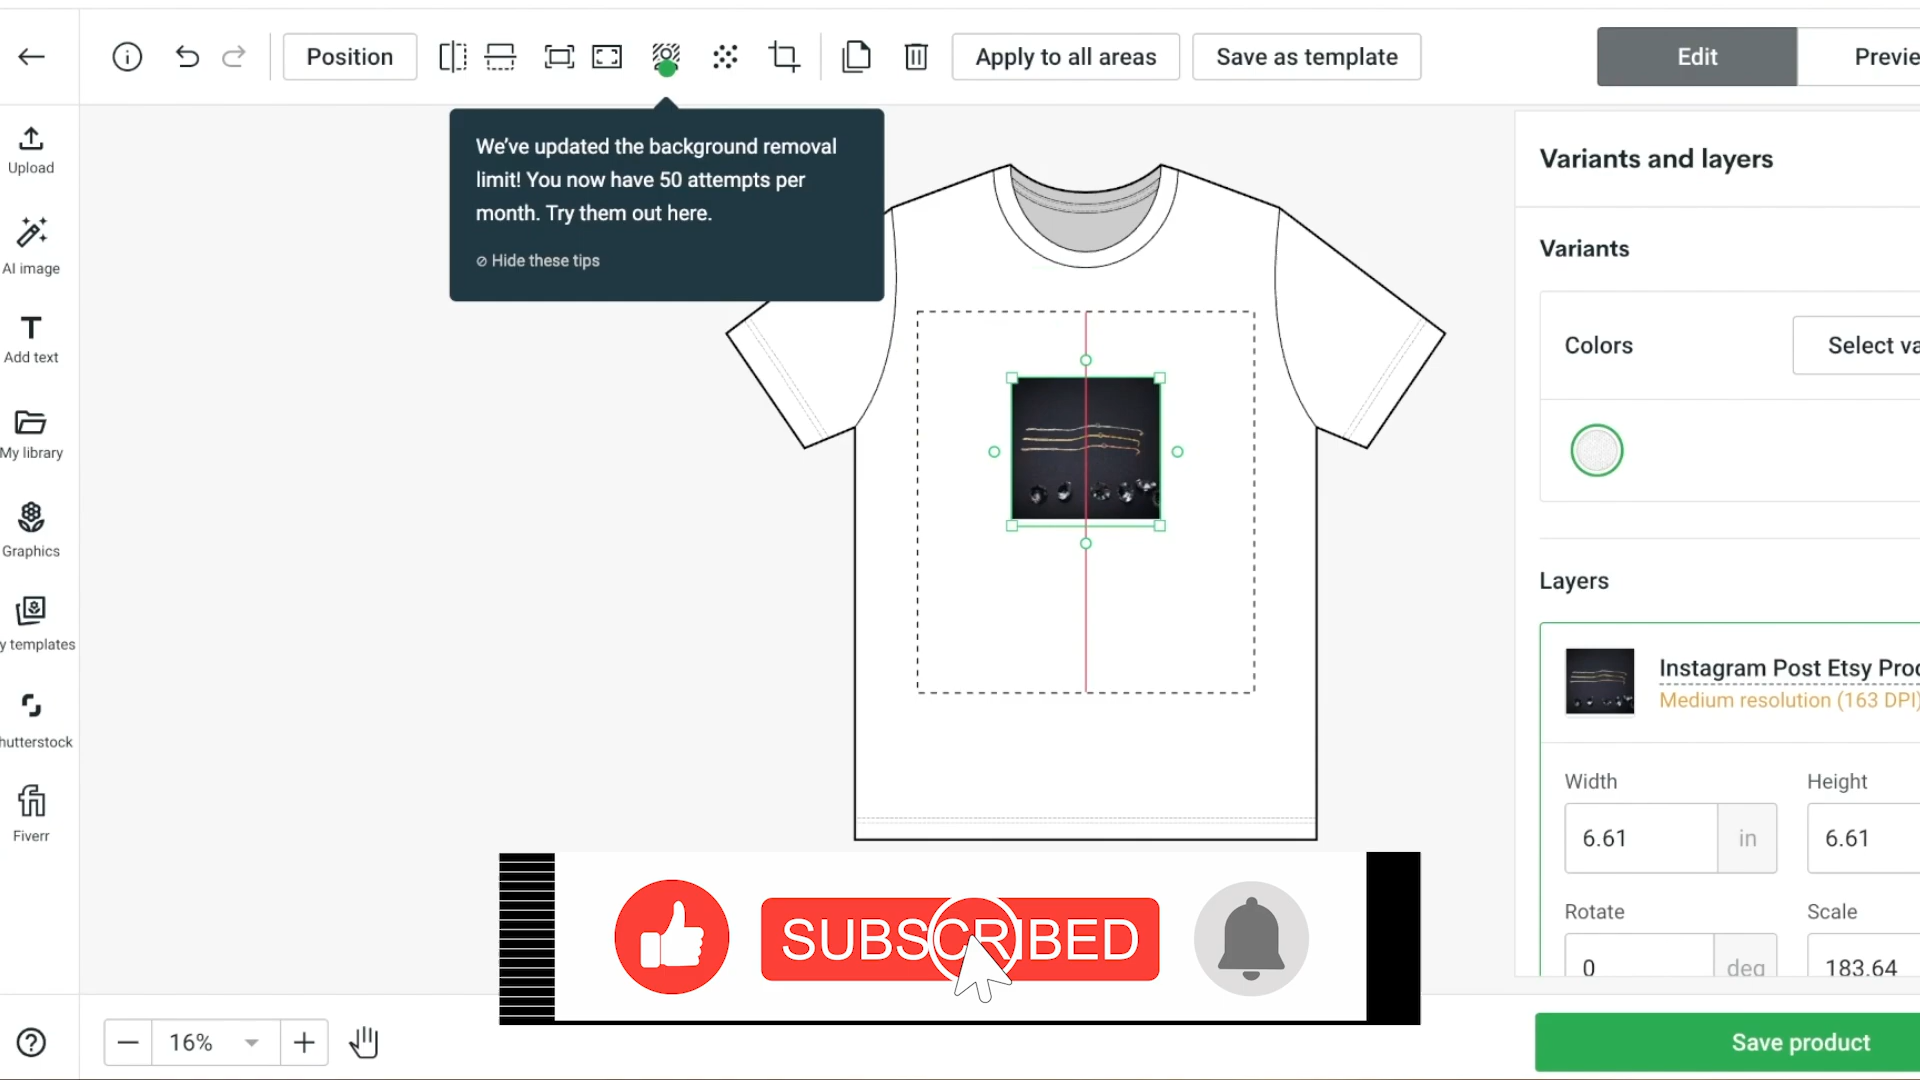 Position
Apply to all areas
Save as template
Edit
Previe
Upload
AI image
Add text
My library
Graphics
y templates
hutterstock
Fiverr
We've updated the background removal
limit! You now have 50 attempts per
month. Try them out here.
Hide these tips
Variants and layers
Variants
Colors
Select va
Layers
Instagram Post Etsy Proc
Medium resolution (163 DPI)
Width
Height
6.61 in
6.61
Rotate
Scale
0 deg
183.64
SUBSCRIBED
16%
Save product